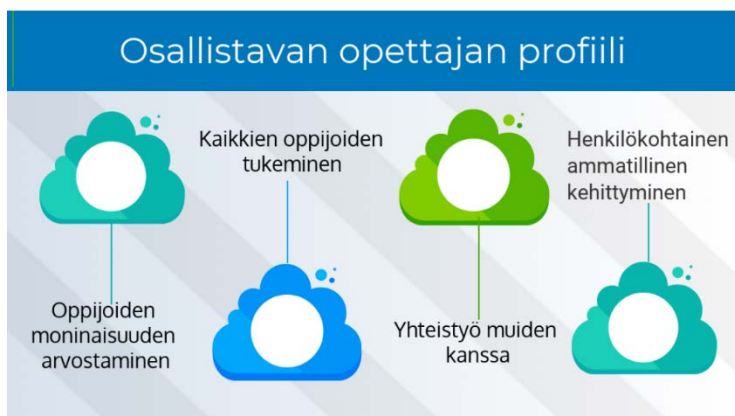 Osallistavan opettajan profiili
Oppijoiden
moninaisuuden
arvostaminen
Kaikkien oppijoiden
tukeminen
Yhteistyö muiden
kanssa
Henkilökohtainen
ammatillinen
kehittyminen